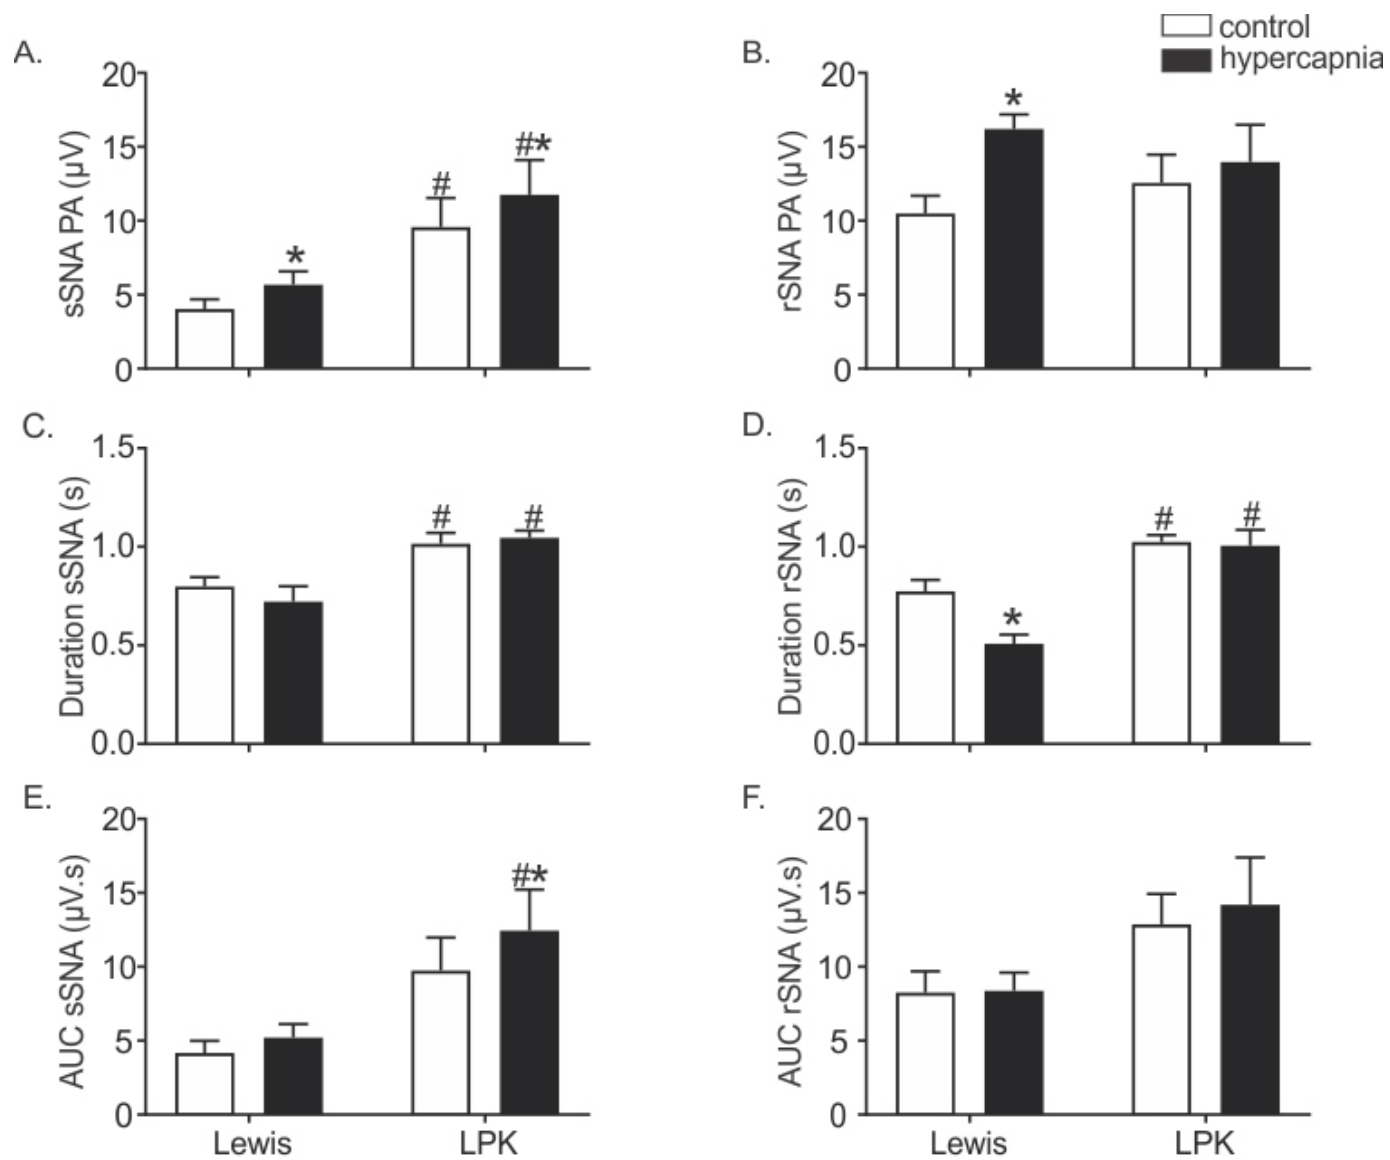 control
hypercapnia
A.
20
15
10
5
0
sSNA PA (µV)
*
#
#*
B.
20
15
10
5
0
rSNA PA (µV)
*
C.
1.5
1.0
0.5
0.0
Duration sSNA (s)
#
#
D.
1.5
1.0
0.5
0.0
Duration rSNA (s)
*
#
#
E.
20
15
10
5
0
AUC sSNA (µV.s)
#*
Lewis
LPK
F.
20
15
10
5
0
AUC rSNA (µV.s)
Lewis
LPK